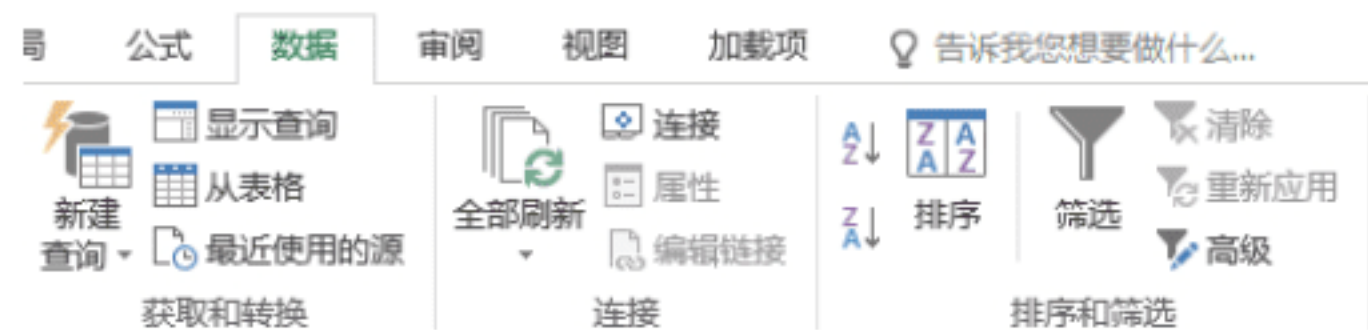 局 公式 数据 审阅 视图 加载项 告诉我您想要做什么...
新建
查询
显示查询
从表格
最近使用的源
获取和转换
全部刷新
连接
属性
编辑链接
连接
A
Z
Z
A
Z A
A Z
排序
筛选
清除
重新应用
高级
排序和筛选